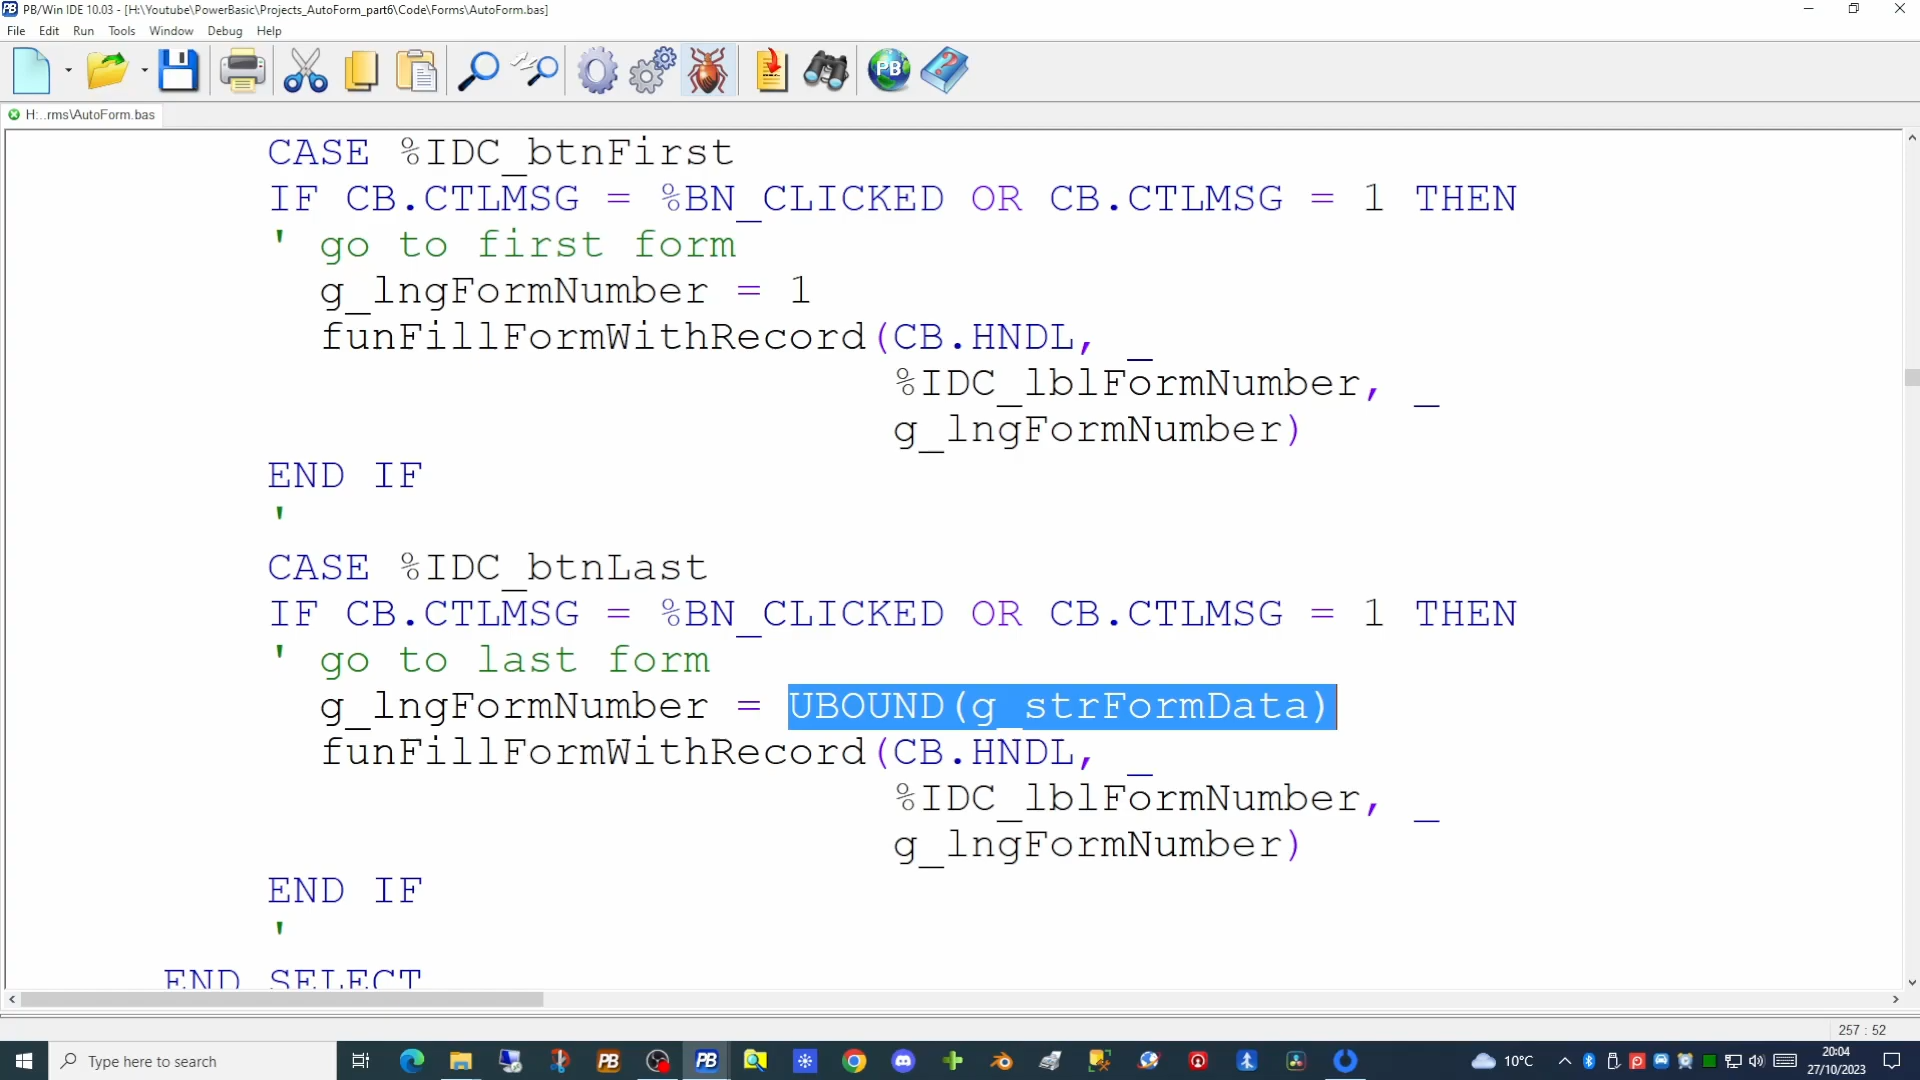 PB/Win IDE 10.03 - [H:\Youtube\PowerBasic\Projects_AutoForm_part6\Code\Forms\AutoForm.bas]
File Edit Run Tools Window Debug Help
PB
H:..rms\AutoForm.bas
CASE %IDC_btnFirst
IF CB.CTLMSG = %BN_CLICKED OR CB.CTLMSG = 1 THEN
' go to first form
g_lngFormNumber = 1
funFillFormWithRecord(CB.HNDL, _
%IDC_lblFormNumber, _
g_lngFormNumber)
END IF
'
CASE %IDC_btnLast
IF CB.CTLMSG = %BN_CLICKED OR CB.CTLMSG = 1 THEN
' go to last form
g_lngFormNumber = UBOUND(g_strFormData)
funFillFormWithRecord(CB.HNDL, _
%IDC_lblFormNumber, _
g_lngFormNumber)
END IF
'
END SELECT
257 : 52
Type here to search
PB
PB
10°C
20:04
27/10/2023